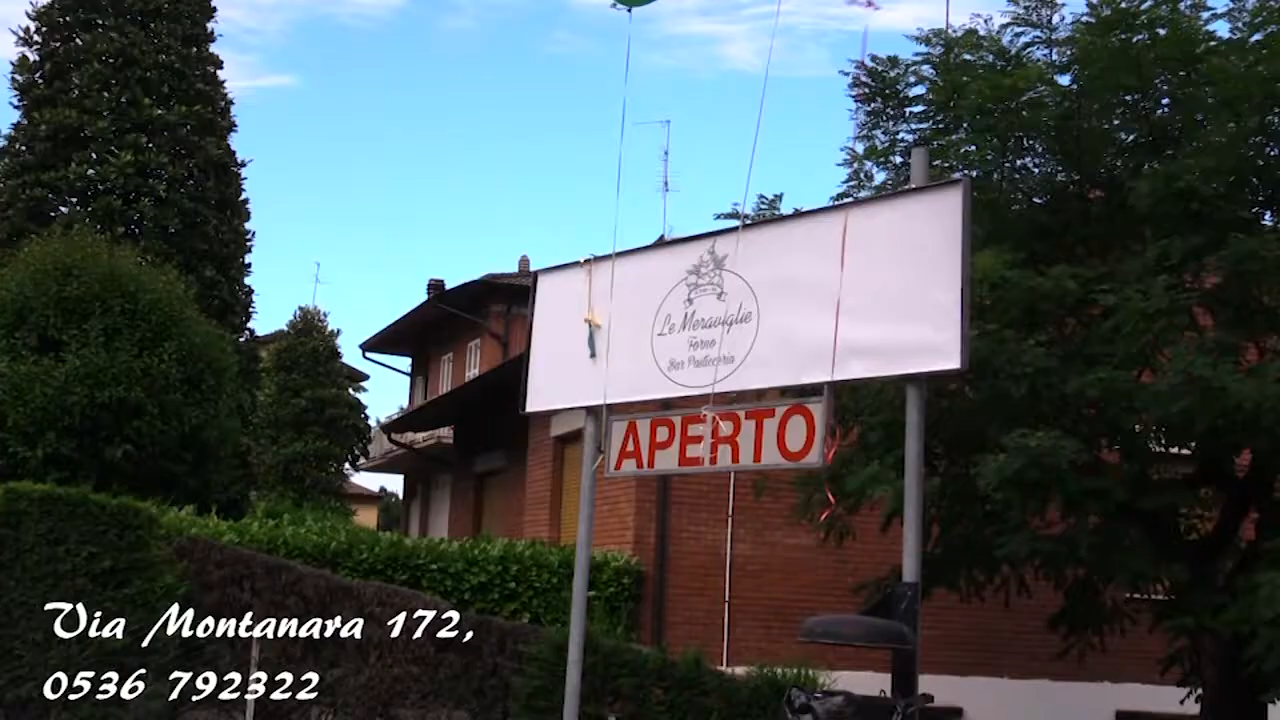 Le Meraviglie
Forno
Bar Pasticceria
APERTO
Via Montanara 172,
0536 792322